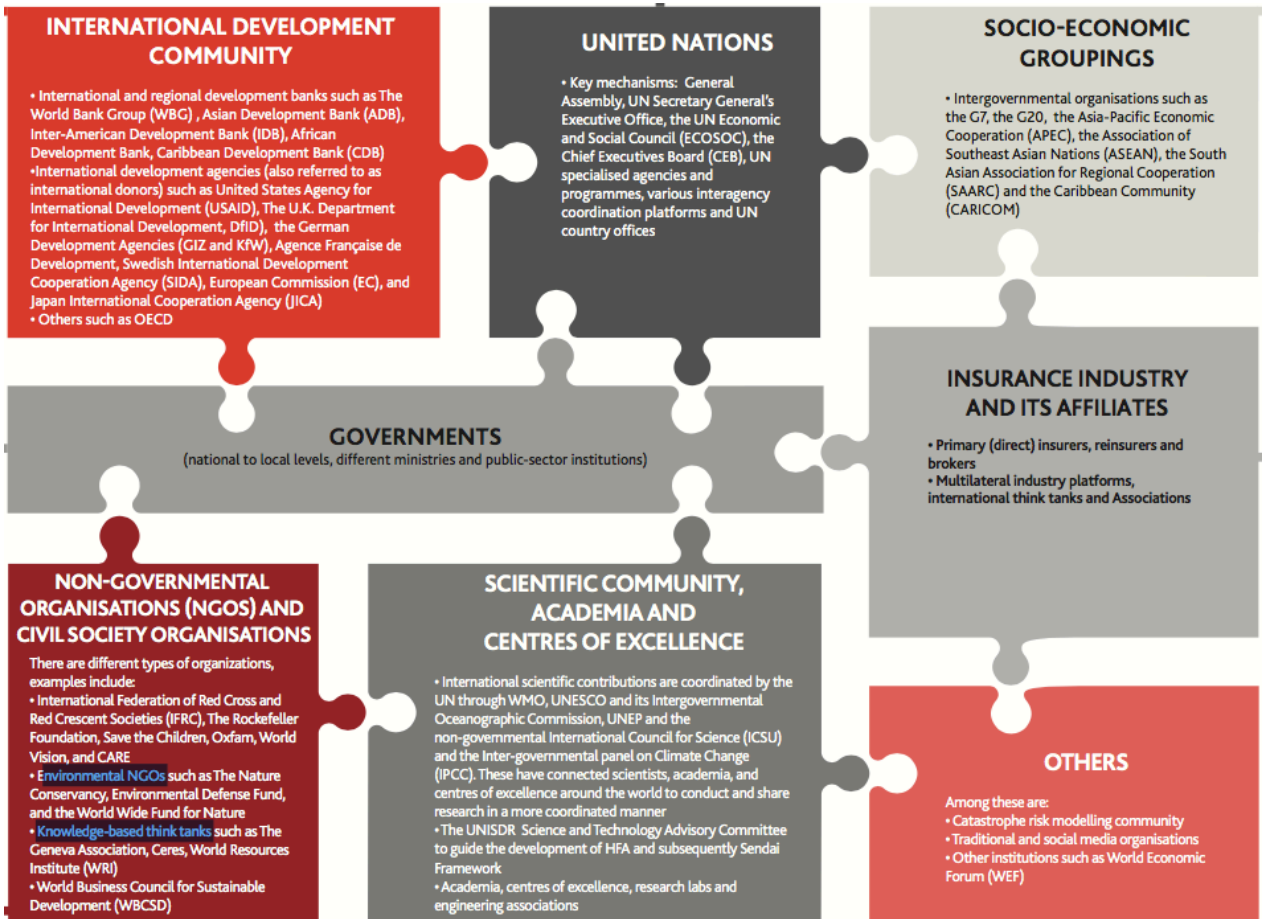 INTERNATIONAL DEVELOPMENT
COMMUNITY
• International and regional development banks such as The
World Bank Group (WBG) , Asian Development Bank (ADB),
Inter-American Development Bank (IDB), African
Development Bank, Caribbean Development Bank (CDB)
•International development agencies (also referred to as
international donors) such as United States Agency for
International Development (USAID), The U.K. Department
for International Development, DfID), the German
Development Agencies (GIZ and KfW), Agence Française de
Development, Swedish International Development
Cooperation Agency (SIDA), European Commission (EC), and
Japan International Cooperation Agency (JICA)
• Others such as OECD
UNITED NATIONS
• Key mechanisms: General
Assembly, UN Secretary General's
Executive Office, the UN Economic
and Social Council (ECOSOC), the
Chief Executives Board (CEB), UN
specialised agencies and
programmes, various interagency
coordination platforms and UN
country offices
SOCIO-ECONOMIC
GROUPINGS
• Intergovernmental organisations such as
the G7, the G20, the Asia-Pacific Economic
Cooperation (APEC), the Association of
Southeast Asian Nations (ASEAN), the South
Asian Association for Regional Cooperation
(SAARC) and the Caribbean Community
(CARICOM)
GOVERNMENTS
(national to local levels, different ministries and public-sector institutions)
INSURANCE INDUSTRY
AND ITS AFFILIATES
• Primary (direct) insurers, reinsurers and
brokers
• Multilateral industry platforms,
international think tanks and Associations
NON-GOVERNMENTAL
ORGANISATIONS (NGOS) AND
CIVIL SOCIETY ORGANISATIONS
There are different types of organizations,
examples include:
• International Federation of Red Cross and
Red Crescent Societies (IFRC), The Rockefeller
Foundation, Save the Children, Oxfam, World
Vision, and CARE
• Environmental NGOs such as The Nature
Conservancy, Environmental Defense Fund,
and the World Wide Fund for Nature
• Knowledge-based think tanks such as The
Geneva Association, Ceres, World Resources
Institute (WRI)
• World Business Council for Sustainable
Development (WBCSD)
SCIENTIFIC COMMUNITY,
ACADEMIA AND
CENTRES OF EXCELLENCE
• International scientific contributions are coordinated by the
UN through WMO, UNESCO and its Intergovernmental
Oceanographic Commission, UNEP and the
non-governmental International Council for Science (ICSU)
and the Inter-governmental panel on Climate Change
(IPCC). These have connected scientists, academia, and
centres of excellence around the world to conduct and share
research in a more coordinated manner
• The UNISDR Science and Technology Advisory Committee
to guide the development of HFA and subsequently Sendai
Framework
• Academia, centres of excellence, research labs and
engineering associations
OTHERS
Among these are:
• Catastrophe risk modelling community
• Traditional and social media organisations
• Other institutions such as World Economic
Forum (WEF)